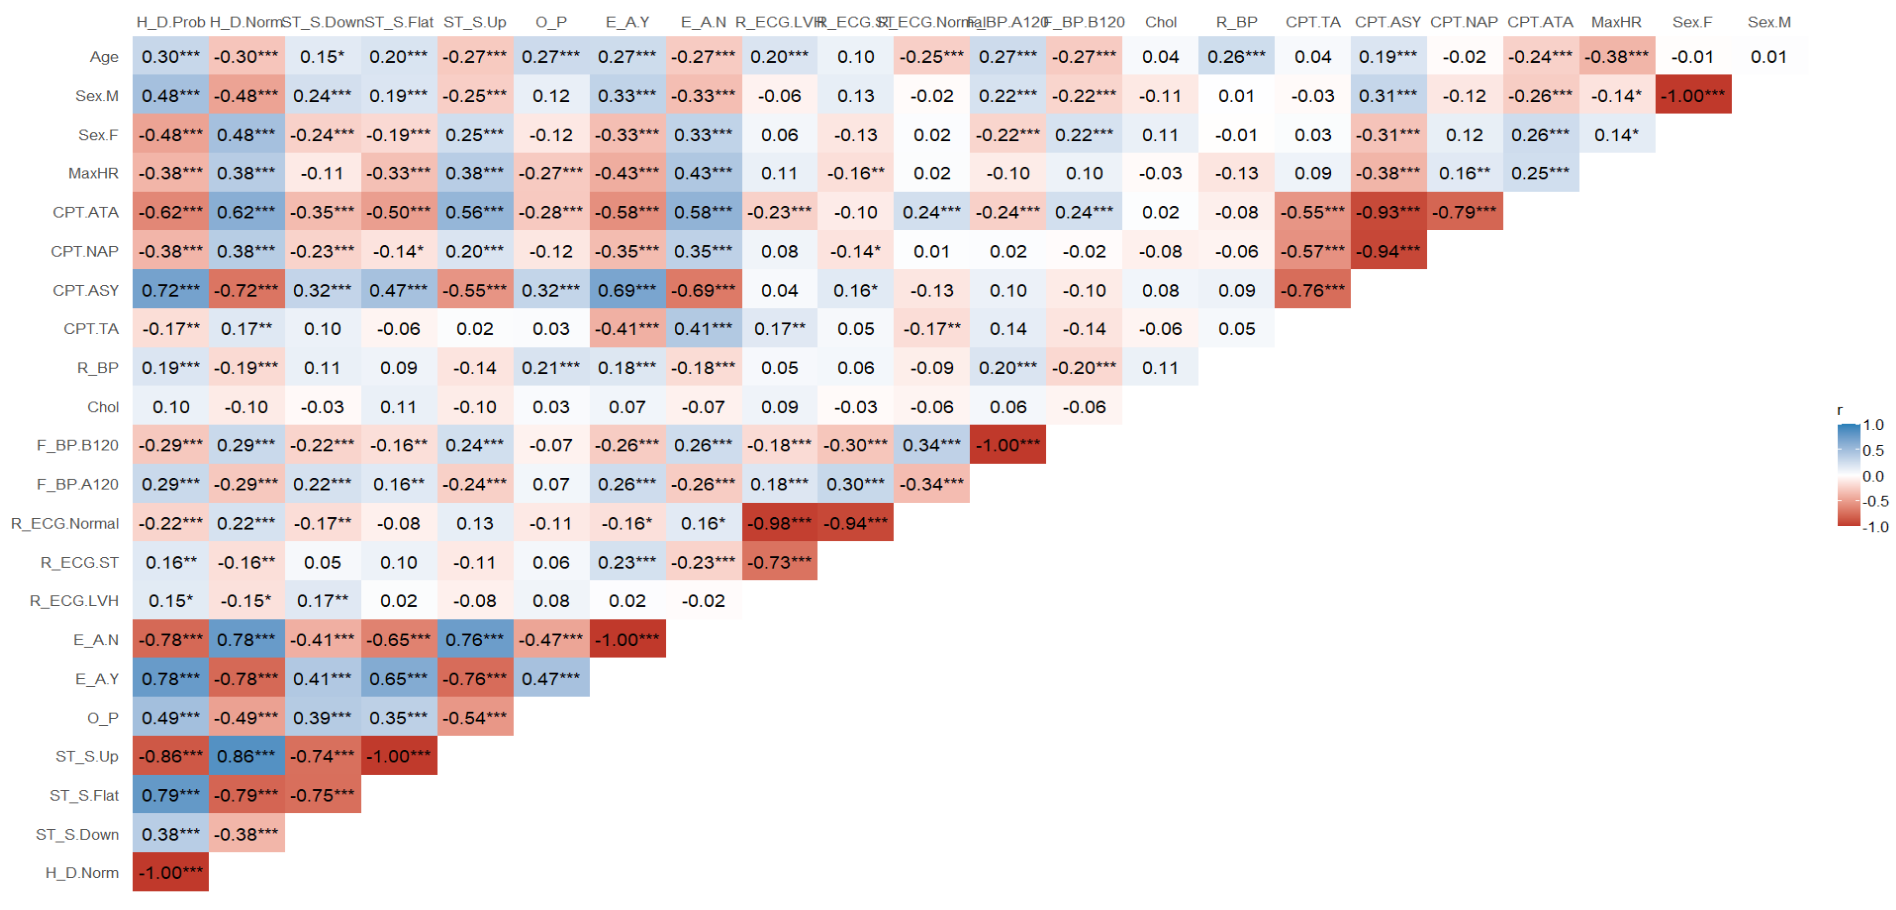 H_D.Prob H_D.Norm ST_S.Down ST_S.Flat ST_S.Up O_P E_A.Y E_A.N R_ECG.LVH R_ECG.ST R_ECG.Normal F_BP.A120 F_BP.B120 Chol R_BP CPT.TA CPT.ASY CPT.NAP CPT.ATA MaxHR Sex.F Sex.M
Age 0.30*** -0.30*** 0.15* 0.20*** -0.27*** 0.27*** 0.27*** -0.27*** 0.20*** 0.10 -0.25*** 0.27*** -0.27*** 0.04 0.26*** 0.04 0.19*** -0.02 -0.24*** -0.38*** -0.01 0.01
Sex.M 0.48*** -0.48*** 0.24*** 0.19*** -0.25*** 0.12 0.33*** -0.33*** -0.06 0.13 -0.02 0.22*** -0.22*** -0.11 0.01 -0.03 0.31*** -0.12 -0.26*** -0.14* -1.00***
Sex.F -0.48*** 0.48*** -0.24*** -0.19*** 0.25*** -0.12 -0.33*** 0.33*** 0.06 -0.13 0.02 -0.22*** 0.22*** 0.11 -0.01 0.03 -0.31*** 0.12 0.26*** 0.14*
MaxHR -0.38*** 0.38*** -0.11 -0.33*** 0.38*** -0.27*** -0.43*** 0.43*** 0.11 -0.16** 0.02 -0.10 0.10 -0.03 -0.13 0.09 -0.38*** 0.16** 0.25***
CPT.ATA -0.62*** 0.62*** -0.35*** -0.50*** 0.56*** -0.28*** -0.58*** 0.58*** -0.23*** -0.10 0.24*** -0.24*** 0.24*** 0.02 -0.08 -0.55*** -0.93*** -0.79***
CPT.NAP -0.38*** 0.38*** -0.23*** -0.14* 0.20*** -0.12 -0.35*** 0.35*** 0.08 -0.14* 0.01 0.02 -0.02 -0.08 -0.06 -0.57*** -0.94***
CPT.ASY 0.72*** -0.72*** 0.32*** 0.47*** -0.55*** 0.32*** 0.69*** -0.69*** 0.04 0.16* -0.13 0.10 -0.10 0.08 0.09 -0.76***
CPT.TA -0.17** 0.17** 0.10 -0.06 0.02 0.03 -0.41*** 0.41*** 0.17** 0.05 -0.17** 0.14 -0.14 -0.06 0.05
R_BP 0.19*** -0.19*** 0.11 0.09 -0.14 0.21*** 0.18*** -0.18*** 0.05 0.06 -0.09 0.20*** -0.20*** 0.11
Chol 0.10 -0.10 -0.03 0.11 -0.10 0.03 0.07 -0.07 0.09 -0.03 -0.06 0.06 -0.06
F_BP.B120 -0.29*** 0.29*** -0.22*** -0.16** 0.24*** -0.07 -0.26*** 0.26*** -0.18*** -0.30*** 0.34*** -1.00***
F_BP.A120 0.29*** -0.29*** 0.22*** 0.16** -0.24*** 0.07 0.26*** -0.26*** 0.18*** 0.30*** -0.34***
R_ECG.Normal -0.22*** 0.22*** -0.17** -0.08 0.13 -0.11 -0.16* 0.16* -0.98*** -0.94***
R_ECG.ST 0.16** -0.16** 0.05 0.10 -0.11 0.06 0.23*** -0.23*** -0.73***
R_ECG.LVH 0.15* -0.15* 0.17** 0.02 -0.08 0.08 0.02 -0.02
E_A.N -0.78*** 0.78*** -0.41*** -0.65*** 0.76*** -0.47*** -1.00***
E_A.Y 0.78*** -0.78*** 0.41*** 0.65*** -0.76*** 0.47***
O_P 0.49*** -0.49*** 0.39*** 0.35*** -0.54***
ST_S.Up -0.86*** 0.86*** -0.74*** -1.00***
ST_S.Flat 0.79*** -0.79*** -0.75***
ST_S.Down 0.38*** -0.38***
H_D.Norm -1.00***
r
1.0
0.5
0.0
-0.5
-1.0